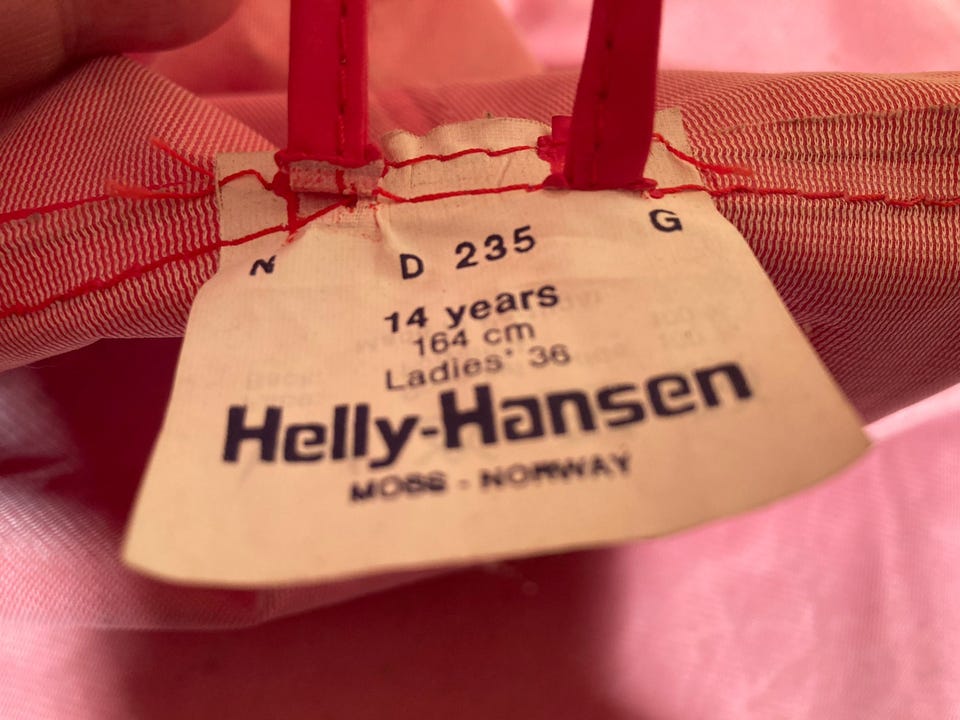 N D 235 G
14 years
164 cm
Ladies' 36
Helly-Hansen
MOSS - NORWAY